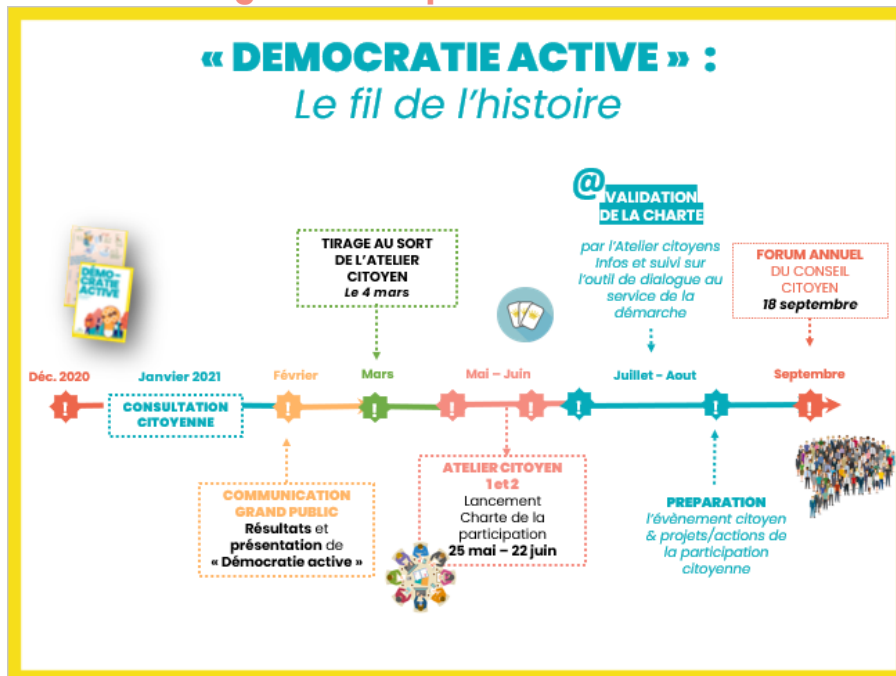 « DEMOCRATIE ACTIVE » :
Le fil de l'histoire
@
VALIDATION
DE LA CHARTE
par l'Atelier citoyens
Infos et suivi sur
l'outil de dialogue au
service de la
démarche
TIRAGE AU SORT
DE L'ATELIER
CITOYEN
Le 4 mars
FORUM ANNUEL
DU CONSEIL
CITOYEN
18 septembre
DÉMO-
CRATIE
ACTIVE
Déc. 2020
Janvier 2021
Février
Mars
Mai – Juin
Juillet - Aout
Septembre
CONSULTATION
CITOYENNE
COMMUNICATION
GRAND PUBLIC
Résultats et
présentation de
« Démocratie active »
ATELIER CITOYEN
1 et 2
Lancement
Charte de la
participation
25 mai – 22 juin
PREPARATION
l'évènement citoyen
& projets/actions de
la participation
citoyenne